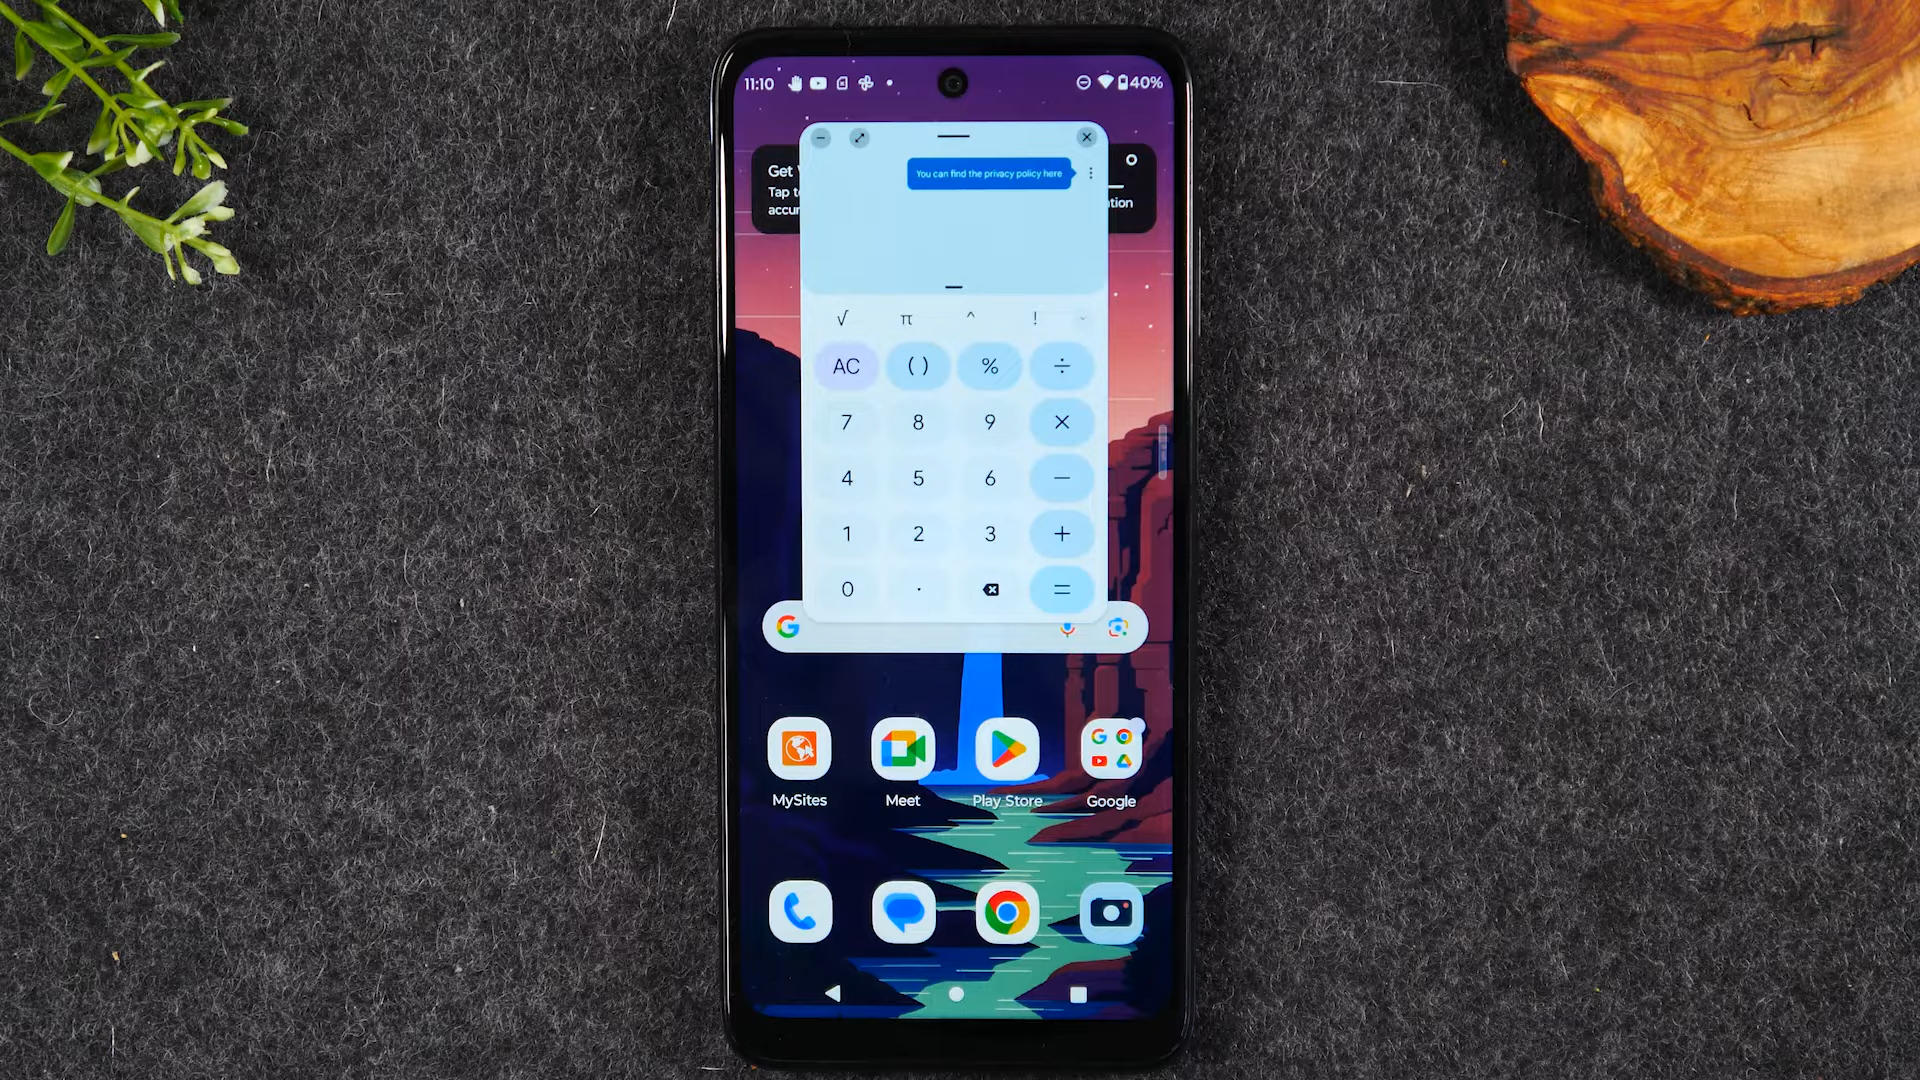 11:10
40%
You can find the privacy policy here
Get
Tap t
accur
tion
√ π ^ !
AC ( ) % ÷
7 8 9 ×
4 5 6 −
1 2 3 +
0 . =
MySites Meet Play Store Google